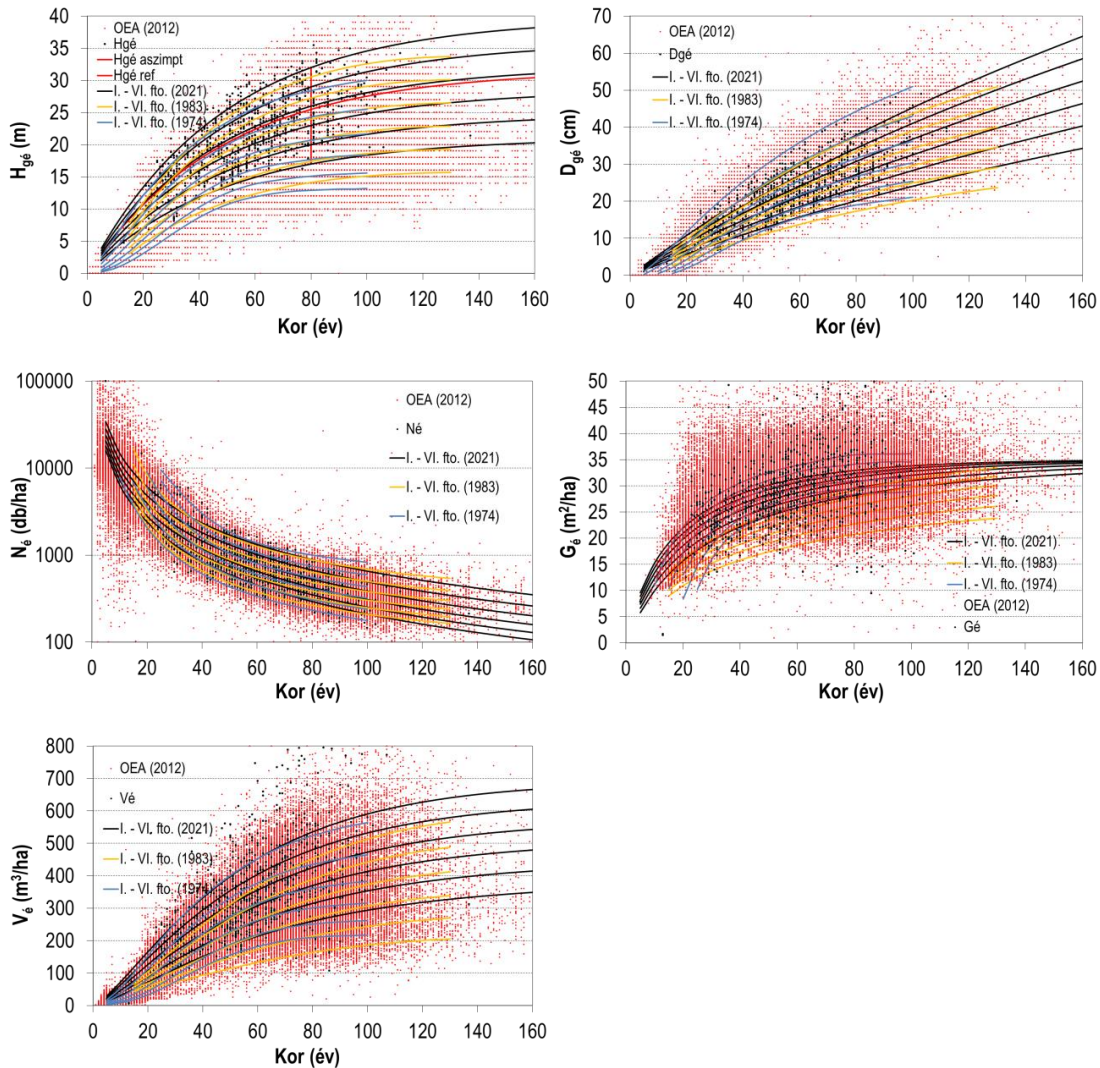 40
35
30
25
20
15
10
5
0
H_gé (m)
OEA (2012)
Hgé
Hgé aszimpt
Hgé ref
I. - VI. fto. (2021)
I. - VI. fto. (1983)
I. - VI. fto. (1974)
0 20 40 60 80 100 120 140 160
Kor (év)
70
60
50
40
30
20
10
0
D_gé (cm)
OEA (2012)
Dgé
I. - VI. fto. (2021)
I. - VI. fto. (1983)
I. - VI. fto. (1974)
0 20 40 60 80 100 120 140 160
Kor (év)
100000
10000
1000
100
N_é (db/ha)
OEA (2012)
Né
I. - VI. fto. (2021)
I. - VI. fto. (1983)
I. - VI. fto. (1974)
0 20 40 60 80 100 120 140 160
Kor (év)
50
45
40
35
30
25
20
15
10
5
0
G_é (m²/ha)
I. - VI. fto. (2021)
I. - VI. fto. (1983)
I. - VI. fto. (1974)
OEA (2012)
Gé
0 20 40 60 80 100 120 140 160
Kor (év)
800
700
600
500
400
300
200
100
0
V_é (m³/ha)
OEA (2012)
Vé
I. - VI. fto. (2021)
I. - VI. fto. (1983)
I. - VI. fto. (1974)
0 20 40 60 80 100 120 140 160
Kor (év)